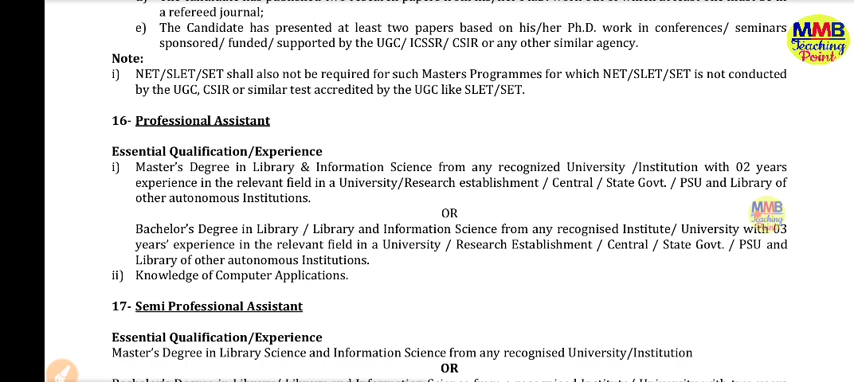 a refereed journal;
e) The Candidate has presented at least two papers based on his/her Ph.D. work in conferences/ seminars
sponsored/ funded/ supported by the UGC/ ICSSR/ CSIR or any other similar agency.
MMB
Teaching
Point
Note:
i) NET/SLET/SET shall also not be required for such Masters Programmes for which NET/SLET/SET is not conducted
by the UGC, CSIR or similar test accredited by the UGC like SLET/SET.
16- Professional Assistant
Essential Qualification/Experience
i) Master's Degree in Library & Information Science from any recognized University /Institution with 02 years
experience in the relevant field in a University/Research establishment / Central / State Govt. / PSU and Library of
other autonomous Institutions.
OR
MMB
Teaching
Point
Bachelor's Degree in Library / Library and Information Science from any recognised Institute/ University with 03
years' experience in the relevant field in a University / Research Establishment / Central / State Govt. / PSU and
Library of other autonomous Institutions.
ii) Knowledge of Computer Applications.
17- Semi Professional Assistant
Essential Qualification/Experience
Master's Degree in Library Science and Information Science from any recognised University/Institution
OR